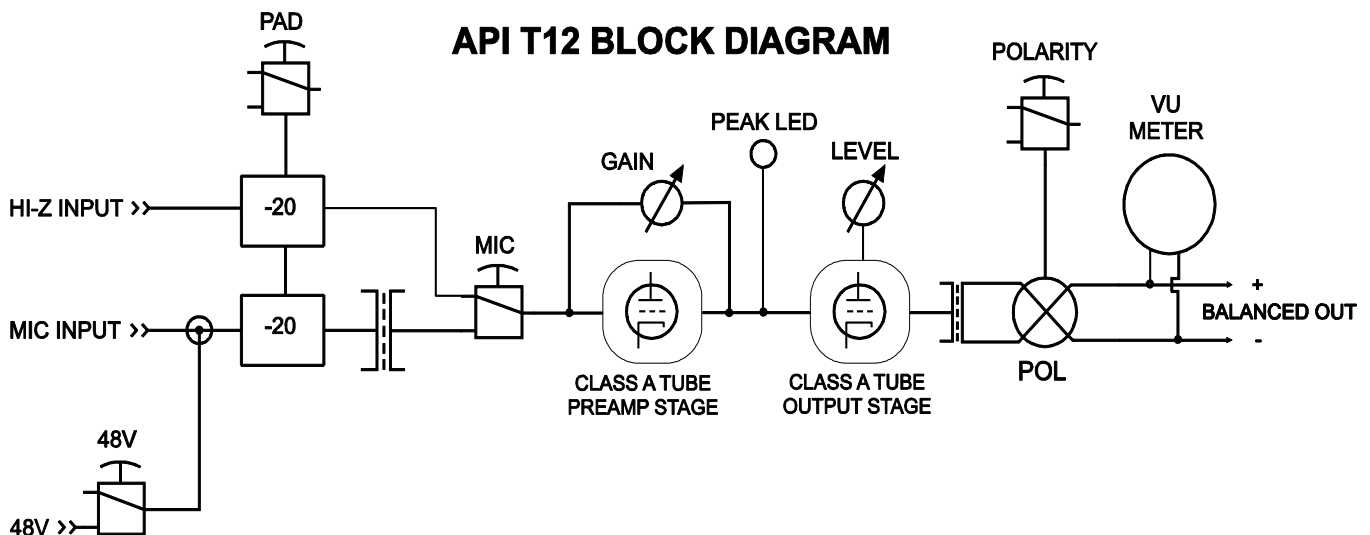 API T12 BLOCK DIAGRAM
PAD
POLARITY
VU
METER
PEAK LED
GAIN
LEVEL
HI-Z INPUT
-20
MIC
MIC INPUT
-20
+
BALANCED OUT
-
POL
CLASS A TUBE
PREAMP STAGE
CLASS A TUBE
OUTPUT STAGE
48V
48V